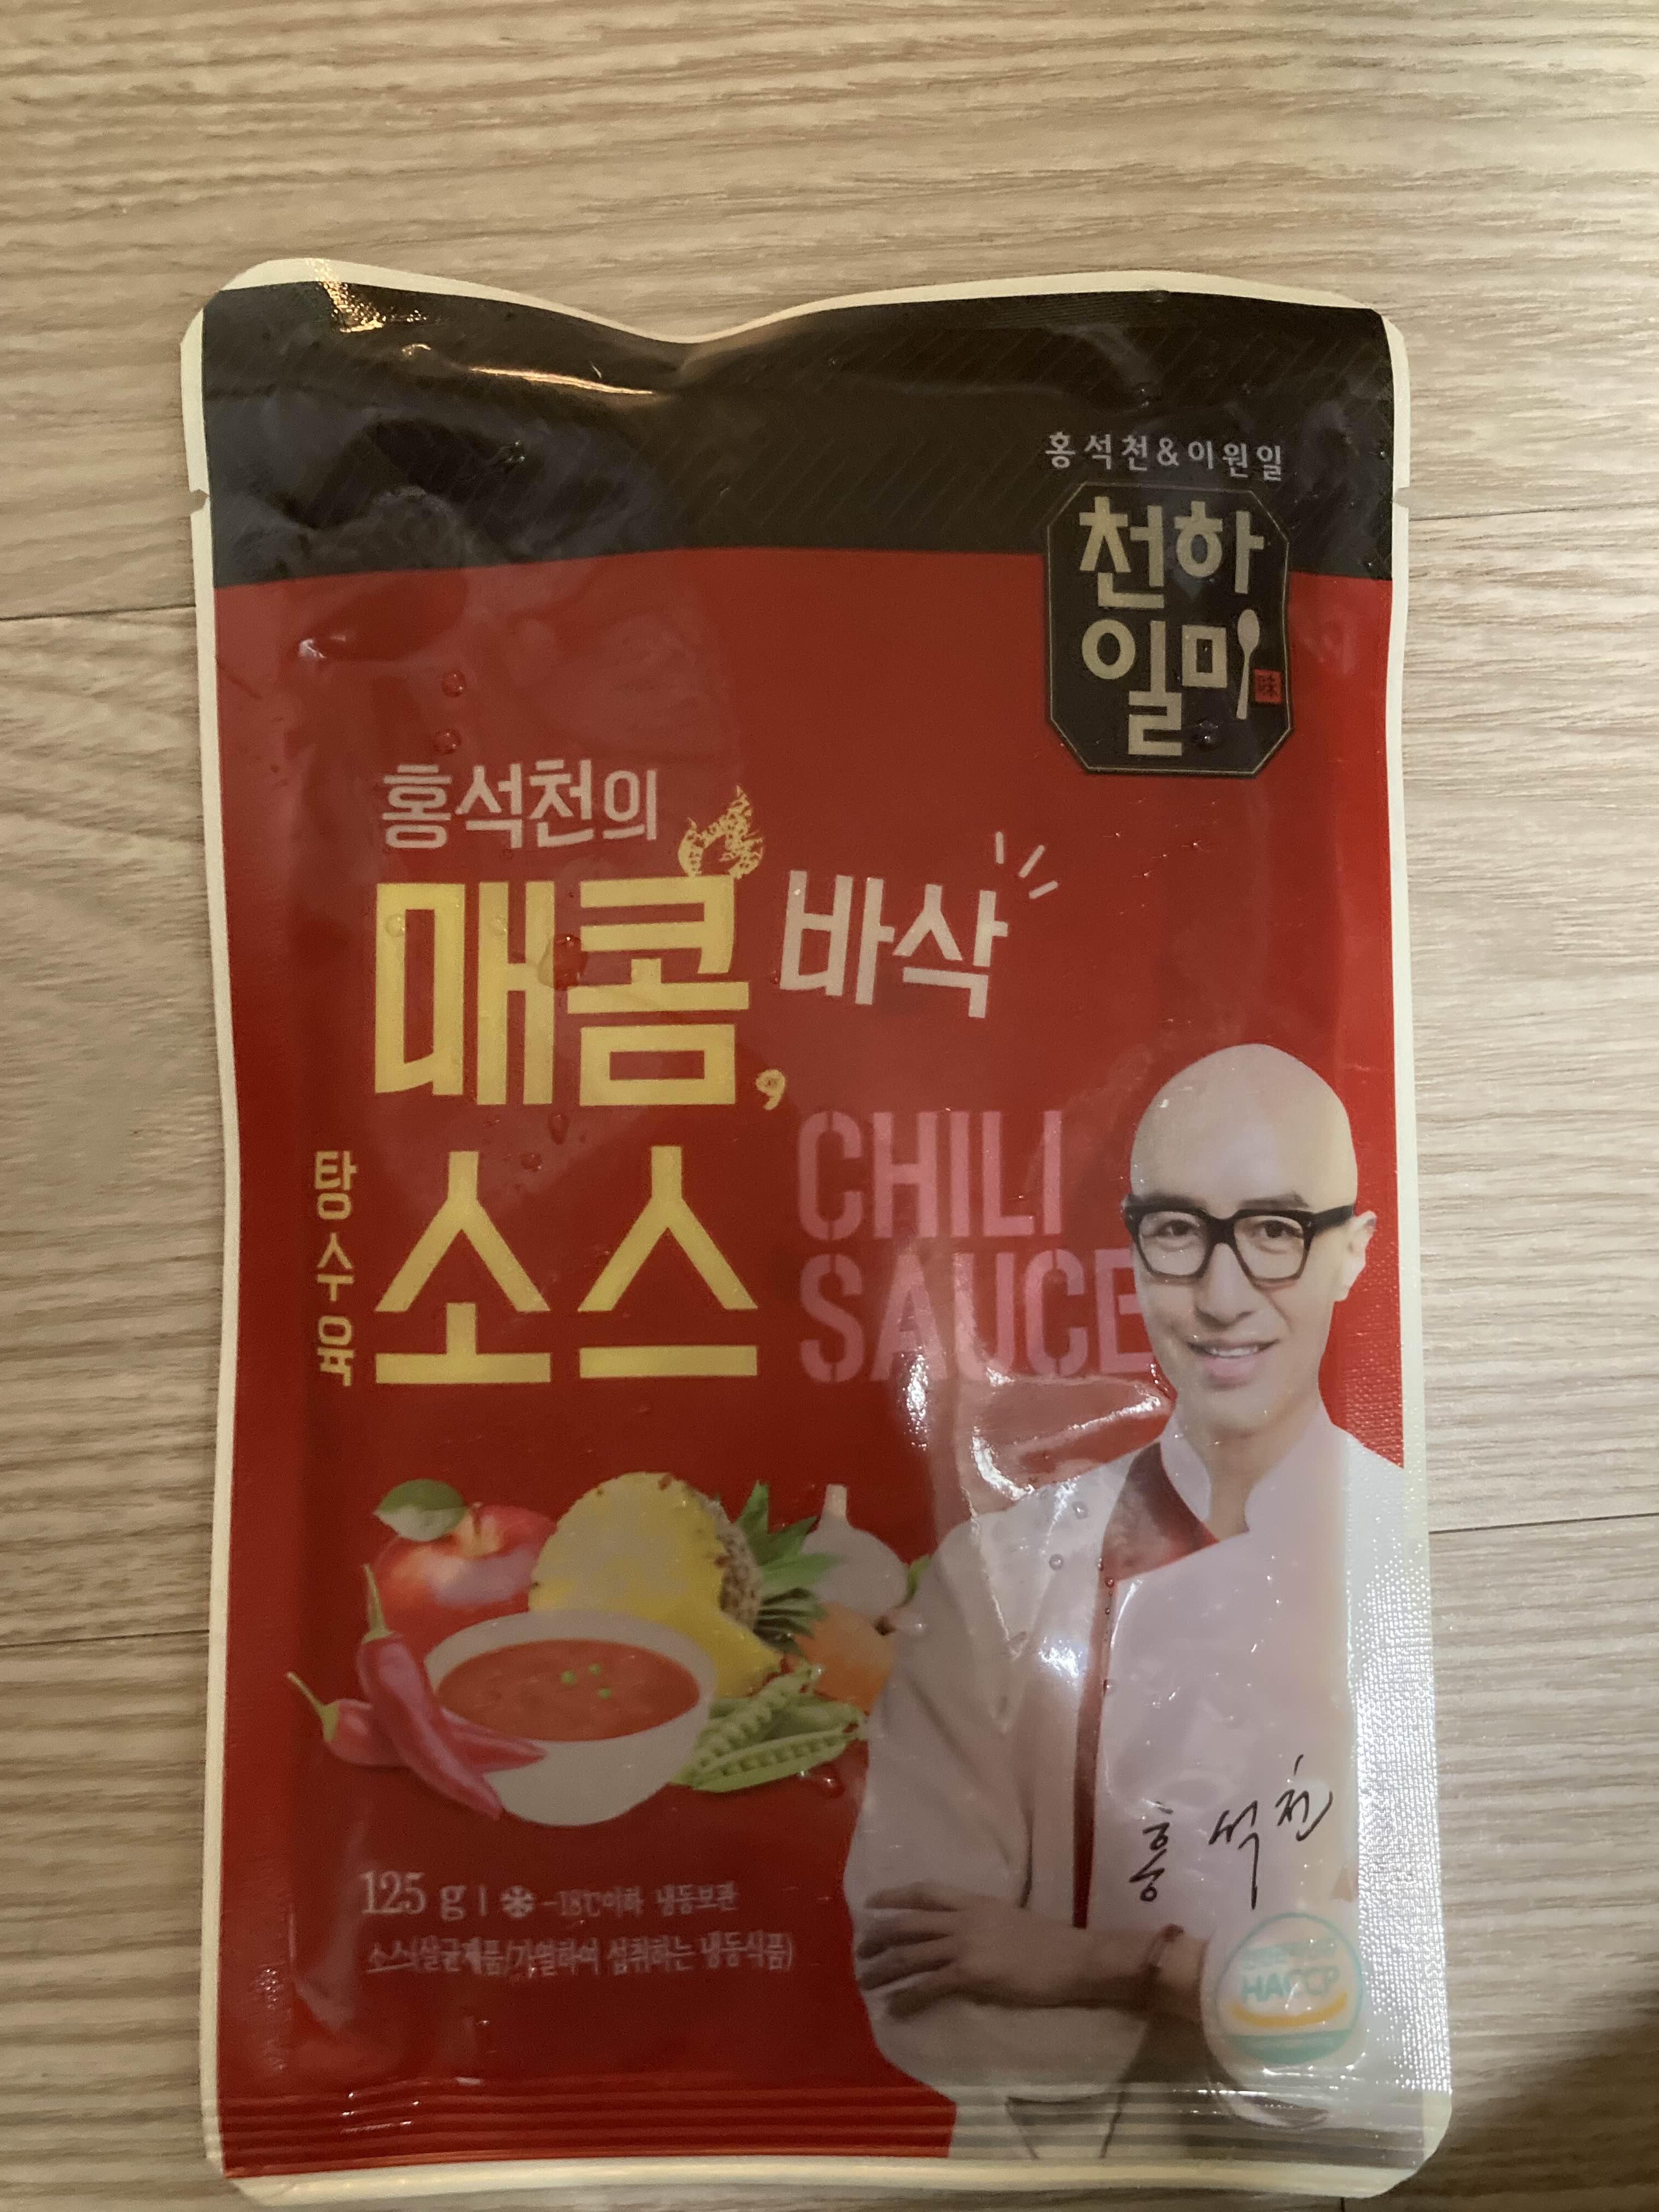 홍석천&이원일
천하
일미
味
홍석천의
매콤, 바삭
탕수육
소스
CHILI
SAUCE
홍석천
125 g | -18℃이하 냉동보관
소스(살균제품/가열하여 섭취하는 냉동식품)
HACCP